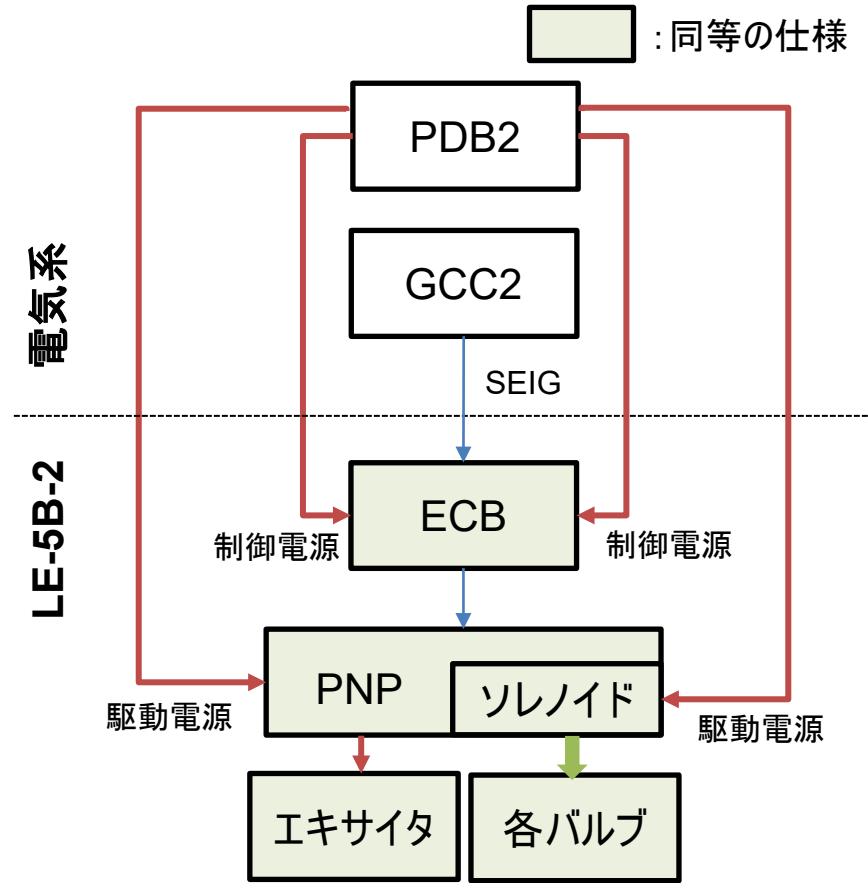 :同等の仕様
PDB2
電気系
GCC2
SEIG
LE-5B-2
ECB
制御電源
制御電源
PNP
ソレノイド
駆動電源
駆動電源
エキサイタ
各バルブ